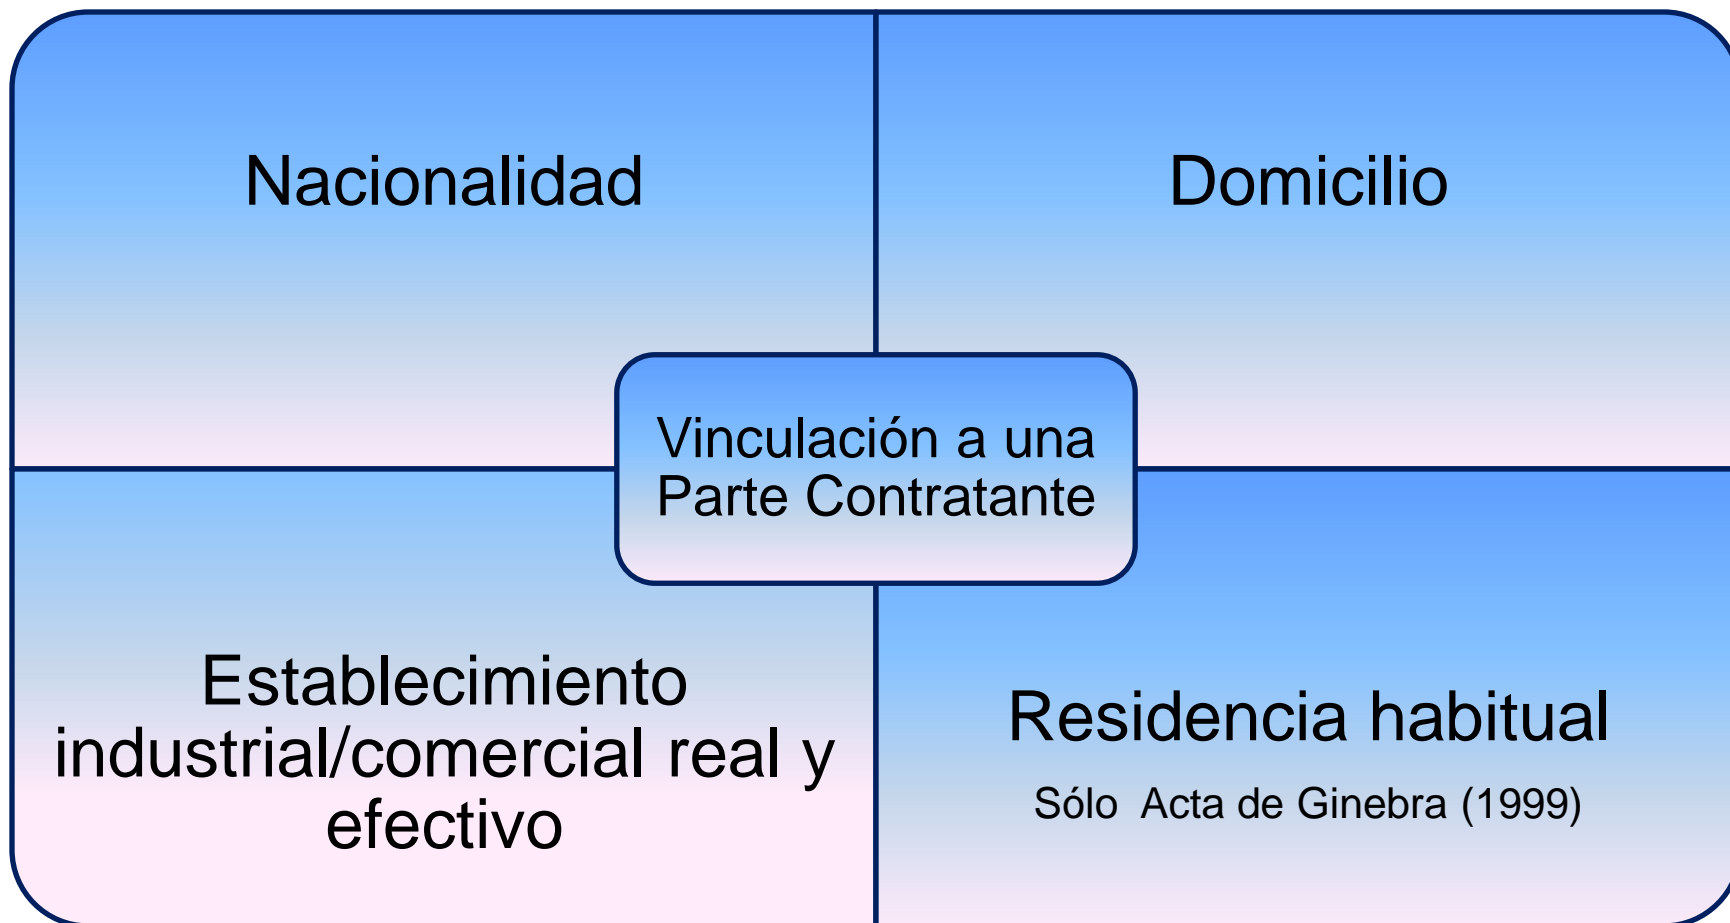 Nacionalidad
Domicilio
Vinculación a una
Parte Contratante
Establecimiento
industrial/comercial real y
efectivo
Residencia habitual
Sólo  Acta de Ginebra (1999)